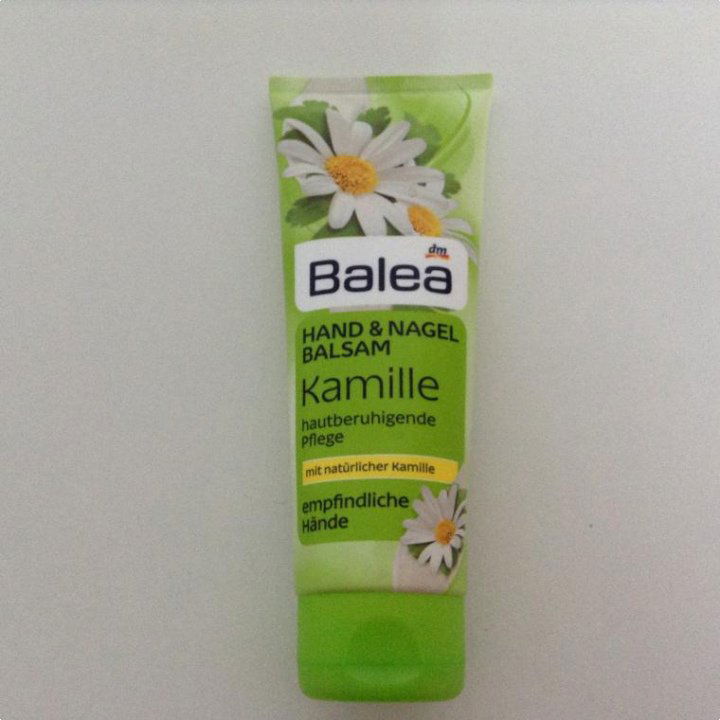 dm
Balea
HAND & NAGEL
BALSAM
Kamille
hautberuhigende
Pflege
mit natürlicher Kamille
empfindliche
Hände